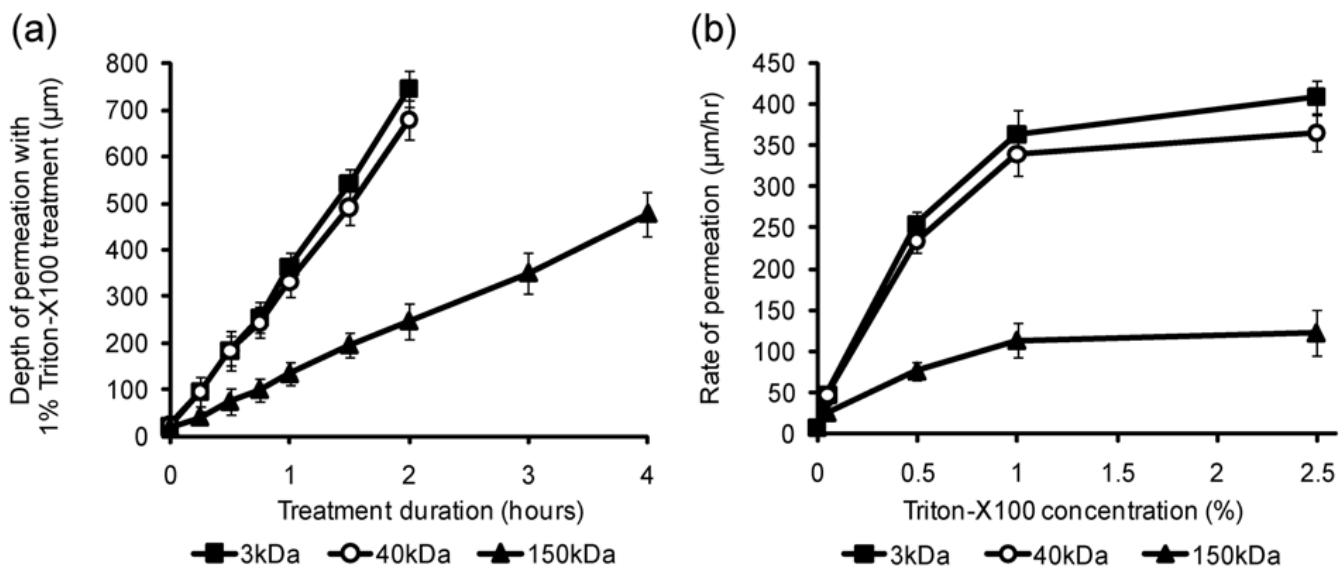 (a)
Depth of permeation with
1% Triton-X100 treatment (μm)
800
700
600
500
400
300
200
100
0
0 1 2 3 4
Treatment duration (hours)
3kDa 40kDa 150kDa
(b)
Rate of permeation (μm/hr)
450
400
350
300
250
200
150
100
50
0
0 0.5 1 1.5 2 2.5
Triton-X100 concentration (%)
3kDa 40kDa 150kDa